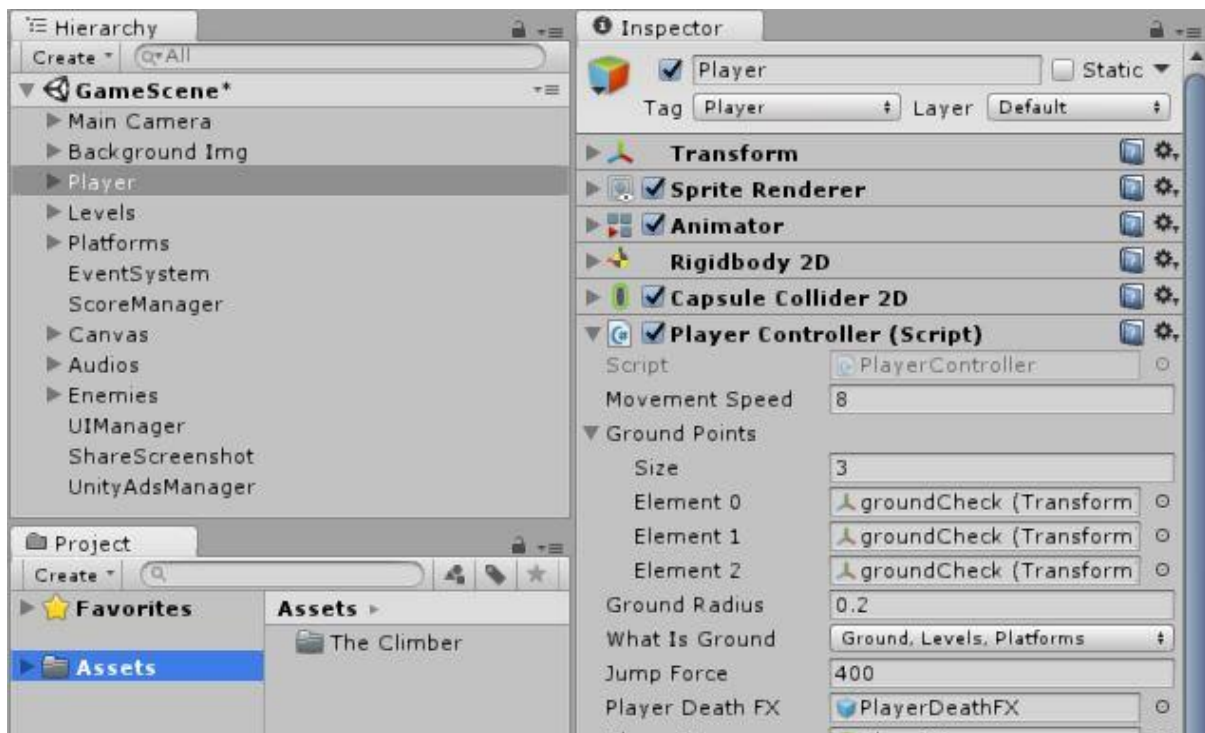 Hierarchy
Create
All
GameScene*
Main Camera
Background Img
Player
Levels
Platforms
EventSystem
ScoreManager
Canvas
Audios
Enemies
UIManager
ShareScreenshot
UnityAdsManager
Project
Create
Favorites
Assets
Assets
The Climber
Inspector
Player
Static
Tag Player Layer Default
Transform
Sprite Renderer
Animator
Rigidbody 2D
Capsule Collider 2D
Player Controller (Script)
Script PlayerController
Movement Speed 8
Ground Points
Size 3
Element 0 groundCheck (Transform
Element 1 groundCheck (Transform
Element 2 groundCheck (Transform
Ground Radius 0.2
What Is Ground Ground, Levels, Platforms
Jump Force 400
Player Death FX PlayerDeathFX